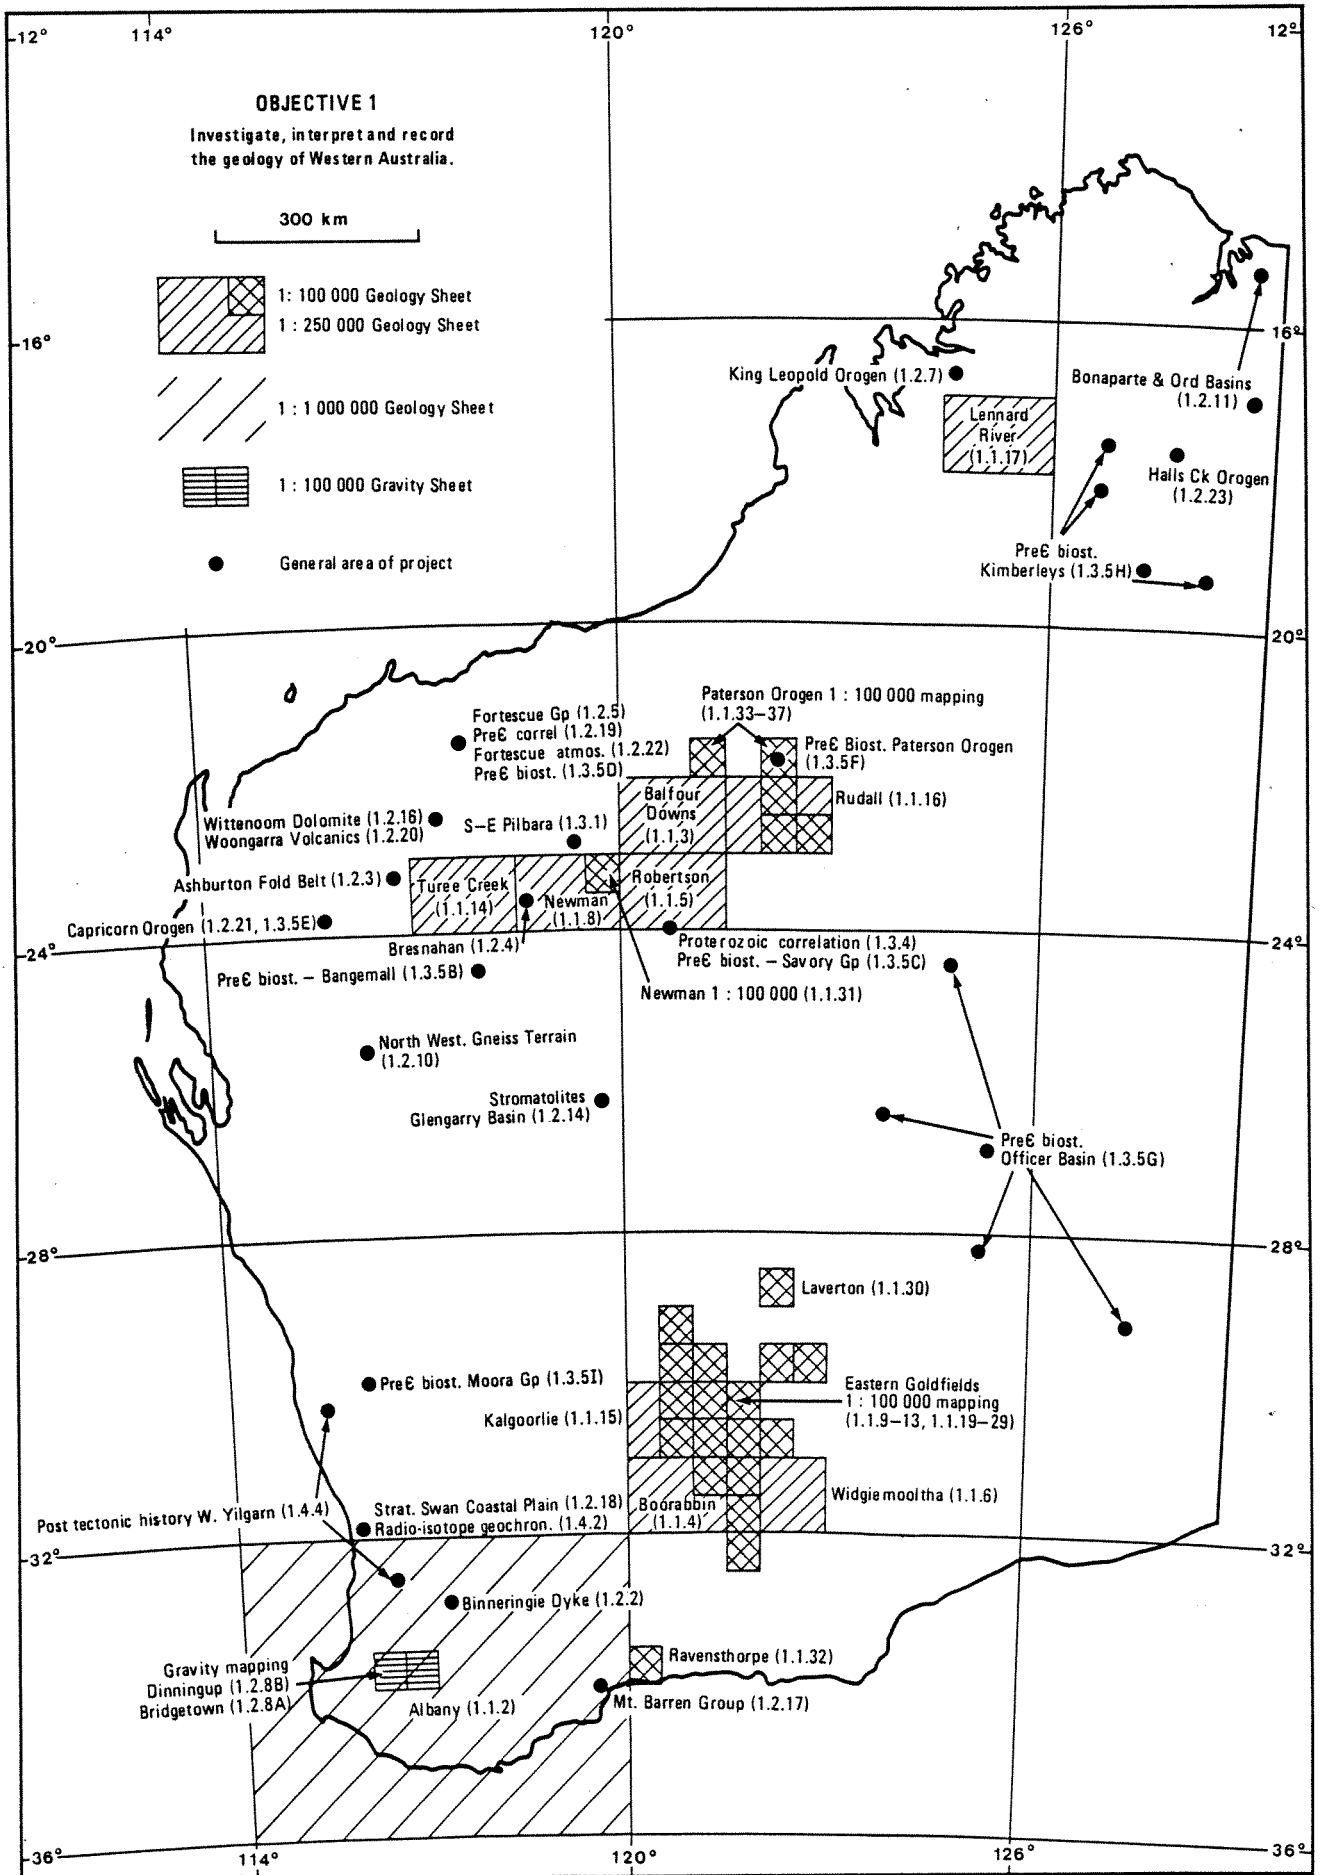 114°
120°
126°
12°
12°
OBJECTIVE 1
Investigate, interpret and record
the geology of Western Australia.
300 km
1: 100 000 Geology Sheet
1 : 250 000 Geology Sheet
1 : 1 000 000 Geology Sheet
1 : 100 000 Gravity Sheet
General area of project
16°
16°
King Leopold Orogen (1.2.7)
Bonaparte & Ord Basins
(1.2.11)
Lennard
River
(1.1.17)
Halls Ck Orogen
(1.2.23)
Pre€ biost.
Kimberleys (1.3.5H)
20°
20°
Paterson Orogen 1 : 100 000 mapping
(1.1.33–37)
Fortescue Gp (1.2.5)
Pre€ correl (1.2.19)
Fortescue atmos. (1.2.22)
Pre€ biost. (1.3.5D)
Pre€ Biost. Paterson Orogen
(1.3.5F)
Balfour
Downs
(1.1.3)
Rudall (1.1.16)
Wittenoom Dolomite (1.2.16)
Woongarra Volcanics (1.2.20)
S–E Pilbara (1.3.1)
Ashburton Fold Belt (1.2.3)
Turee Creek
(1.1.14)
Newman
(1.1.8)
Robertson
(1.1.5)
Capricorn Orogen (1.2.21, 1.3.5E)
Bresnahan (1.2.4)
Proterozoic correlation (1.3.4)
Pre€ biost. – Savory Gp (1.3.5C)
24°
24°
Pre€ biost. – Bangemall (1.3.5B)
Newman 1 : 100 000 (1.1.31)
North West. Gneiss Terrain
(1.2.10)
Stromatolites
Glengarry Basin (1.2.14)
Pre€ biost.
Officer Basin (1.3.5G)
28°
28°
Laverton (1.1.30)
Pre€ biost. Moora Gp (1.3.5I)
Eastern Goldfields
1 : 100 000 mapping
(1.1.9–13, 1.1.19–29)
Kalgoorlie (1.1.15)
Post tectonic history W. Yilgarn (1.4.4)
Strat. Swan Coastal Plain (1.2.18)
Radio-isotope geochron. (1.4.2)
Boorabbin
(1.1.4)
Widgiemooltha (1.1.6)
32°
32°
Binneringie Dyke (1.2.2)
Ravensthorpe (1.1.32)
Gravity mapping
Dinningup (1.2.8B)
Bridgetown (1.2.8A)
Albany (1.1.2)
Mt. Barren Group (1.2.17)
36°
36°
114°
120°
126°